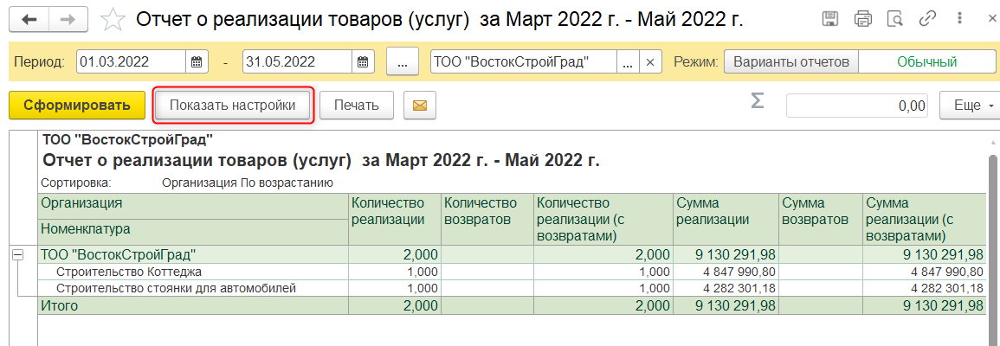 Отчет о реализации товаров (услуг) за Март 2022 г. - Май 2022 г.
Период: 01.03.2022 - 31.05.2022 ... ТОО "ВостокСтройГрад" ... × Режим: Варианты отчетов Обычный
Сформировать Показать настройки Печать Σ 0,00 Еще
ТОО "ВостокСтройГрад"
Отчет о реализации товаров (услуг) за Март 2022 г. - Май 2022 г.
Сортировка: Организация По возрастанию
Организация Количество Количество Количество Сумма Сумма Сумма
реализации возвратов реализации (с реализации возвратов реализации (с
Номенклатура возвратами) возвратами)
ТОО "ВостокСтройГрад" 2,000 2,000 9 130 291,98 9 130 291,98
Строительство Коттеджа 1,000 1,000 4 847 990,80 4 847 990,80
Строительство стоянки для автомобилей 1,000 1,000 4 282 301,18 4 282 301,18
Итого 2,000 2,000 9 130 291,98 9 130 291,98